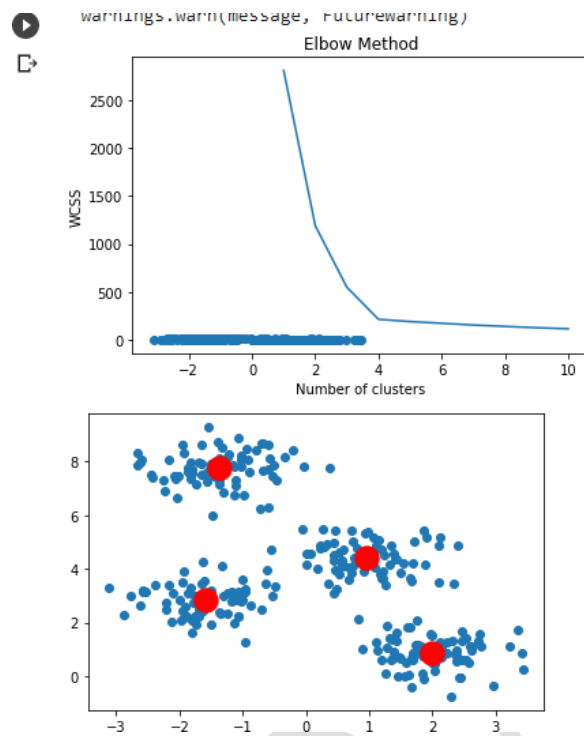 warnings.warn(message, FutureWarning)
Elbow Method
2500
2000
1500
1000
500
0
WCSS
−2 0 2 4 6 8 10
Number of clusters
8
6
4
2
0
−3 −2 −1 0 1 2 3